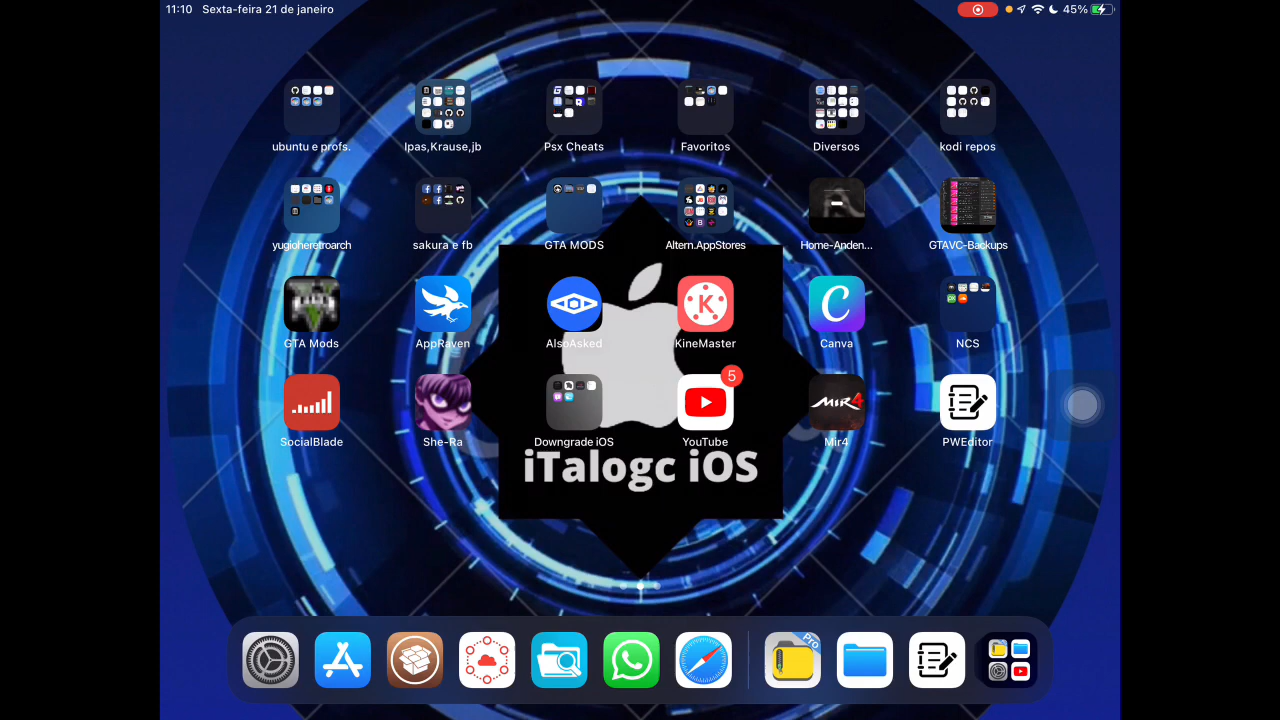 11:10 Sexta-feira 21 de janeiro
45%
ubuntu e profs.
Ipas,Krause,jb
Psx Cheats
Favoritos
Diversos
kodi repos
yugioheretroarch
sakura e fb
GTA MODS
Altern.AppStores
Home-Anden...
GTAVC-Backups
GTA Mods
AppRaven
AlsoAsked
K
KineMaster
C
Canva
NCS
SocialBlade
She-Ra
Downgrade iOS
5
YouTube
MIR4
Mir4
PWEditor
iTalogc iOS
Pro